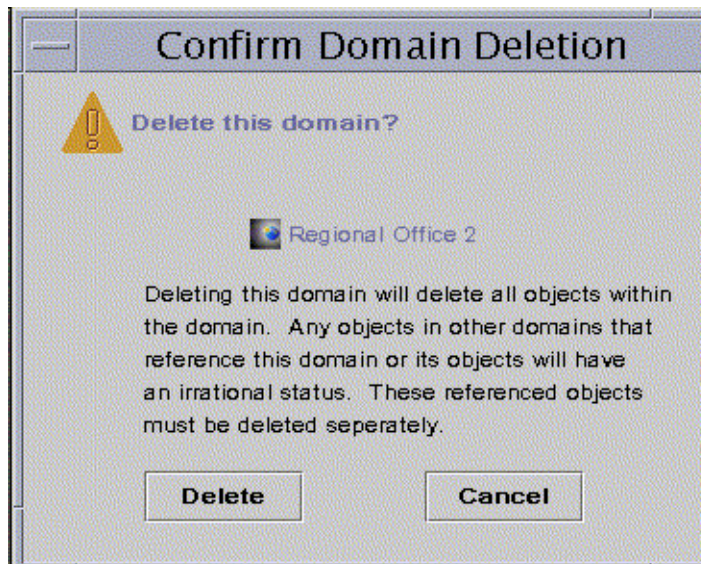 Confirm Domain Deletion
Delete this domain?
Regional Office 2
Deleting this domain will delete all objects within
the domain. Any objects in other domains that
reference this domain or its objects will have
an irrational status. These referenced objects
must be deleted seperately.
Delete Cancel